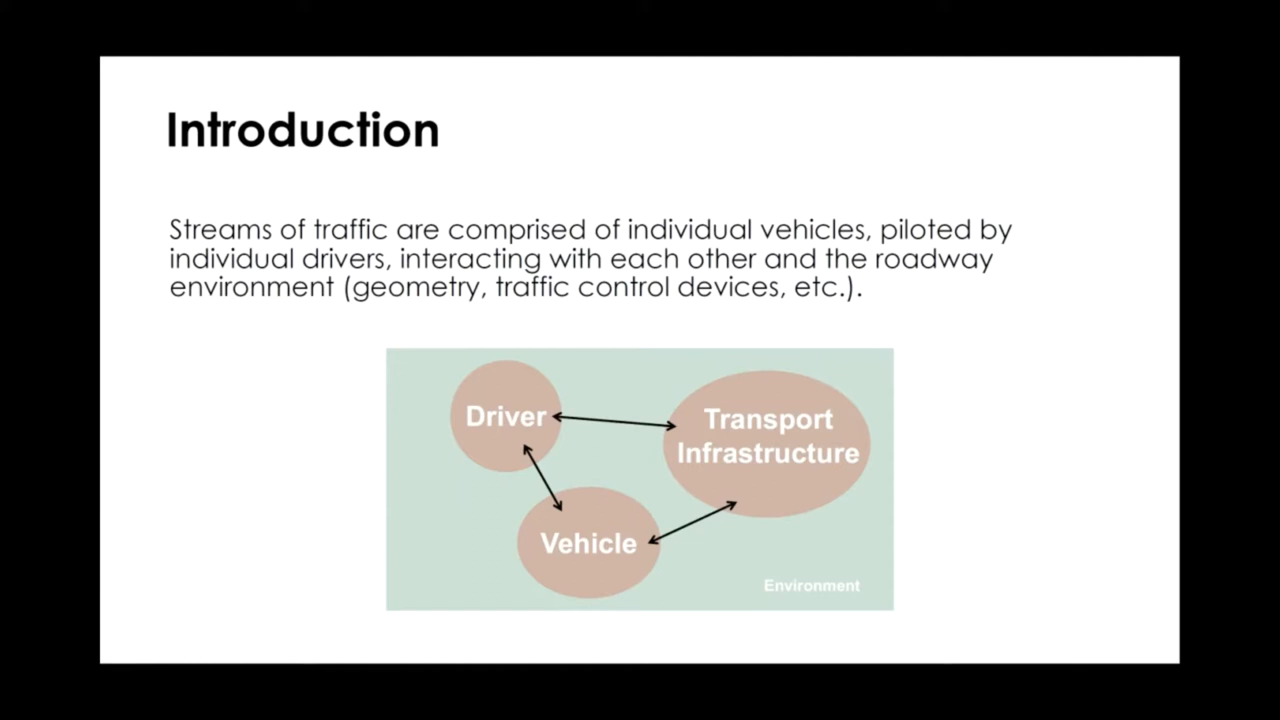 Introduction
Streams of traffic are comprised of individual vehicles, piloted by
individual drivers, interacting with each other and the roadway
environment (geometry, traffic control devices, etc.).
Driver
Transport
Infrastructure
Vehicle
Environment